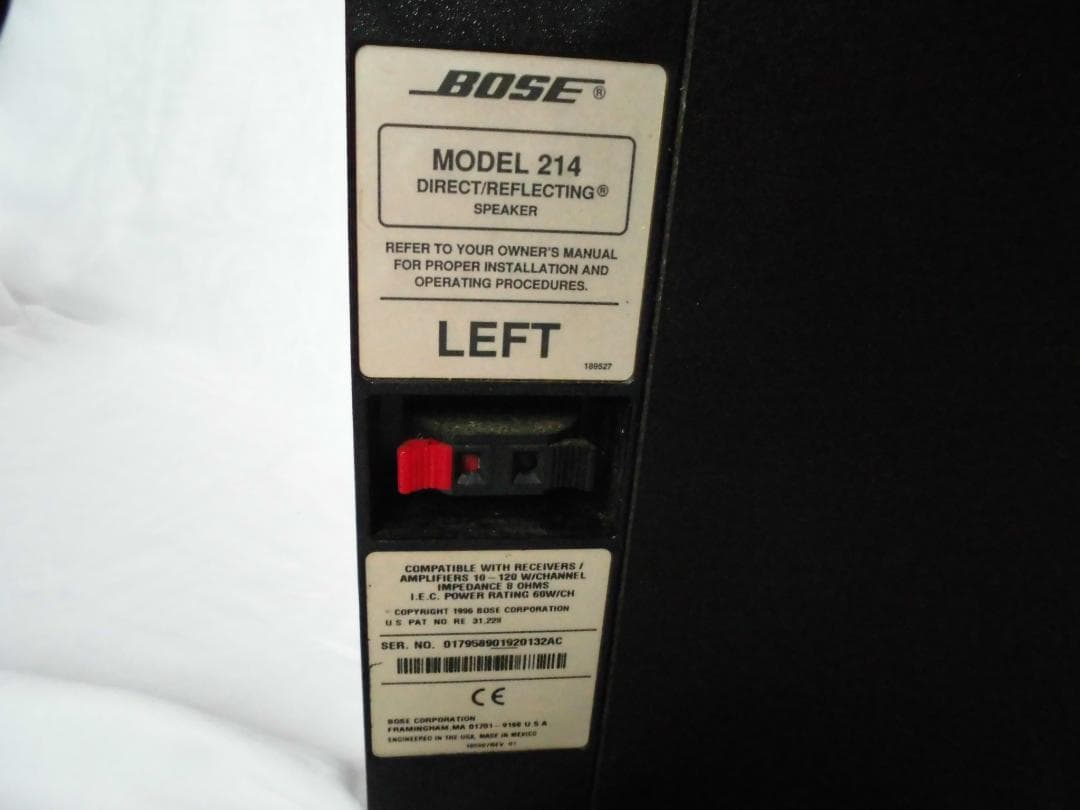 BOSE®
MODEL 214
DIRECT/REFLECTING®
SPEAKER
REFER TO YOUR OWNER'S MANUAL
FOR PROPER INSTALLATION AND
OPERATING PROCEDURES.
LEFT
189527
COMPATIBLE WITH RECEIVERS /
AMPLIFIERS 10 – 120 W/CHANNEL
IMPEDANCE 8 OHMS
I.E.C. POWER RATING 60W/CH
COPYRIGHT 1996 BOSE CORPORATION
U.S. PAT NO. RE 31,228
SER. NO. 017958901920132AC
CE
BOSE CORPORATION
FRAMINGHAM, MA 01701 – 9168 U S A
ENGINEERED IN THE USA, MADE IN MEXICO
REV 01